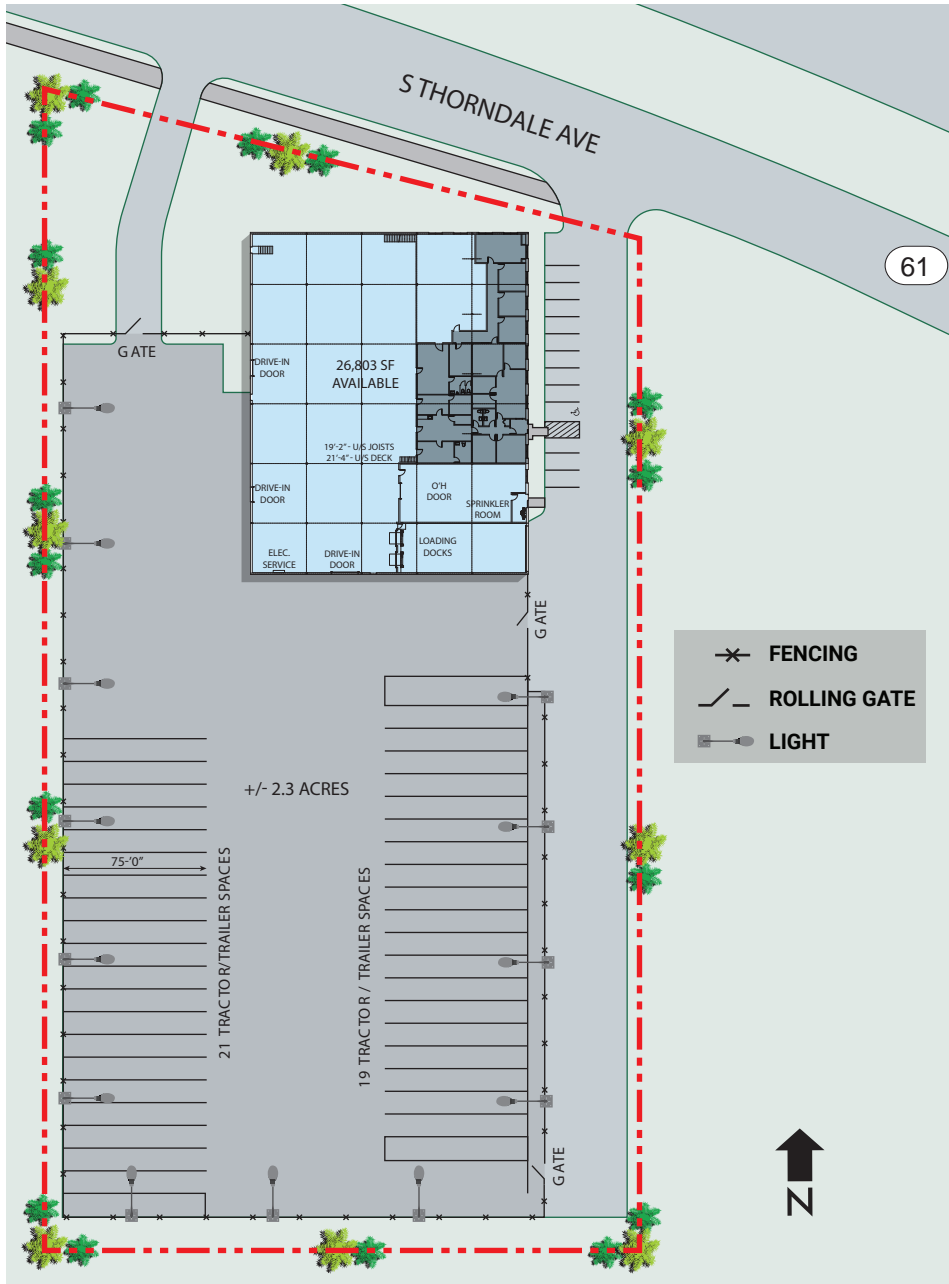 S THORNDALE AVE
61
GATE
DRIVE-IN
DOOR
26,803 SF
AVAILABLE
19'-2" - U/S JOISTS
21'-4" - U/S DECK
DRIVE-IN
DOOR
O'H
DOOR
SPRINKLER
ROOM
ELEC.
SERVICE
DRIVE-IN
DOOR
LOADING
DOCKS
GATE
FENCING
ROLLING GATE
LIGHT
+/- 2.3 ACRES
75-'0"
21 TRACTOR/TRAILER SPACES
19 TRACTOR / TRAILER SPACES
GATE
N